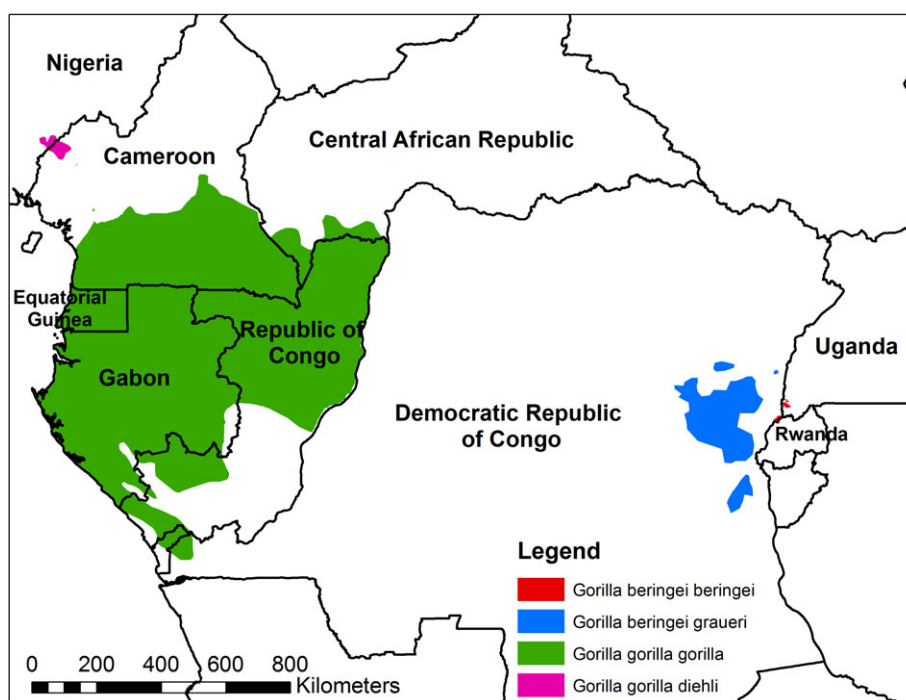 Nigeria
Central African Republic
Cameroon
Equatorial
Guinea
Republic of
Congo
Gabon
Uganda
Democratic Republic
of Congo
Rwanda
Legend
Gorilla beringei beringei
Gorilla beringei graueri
Gorilla gorilla gorilla
Gorilla gorilla diehli
0 200 400 600 800
Kilometers